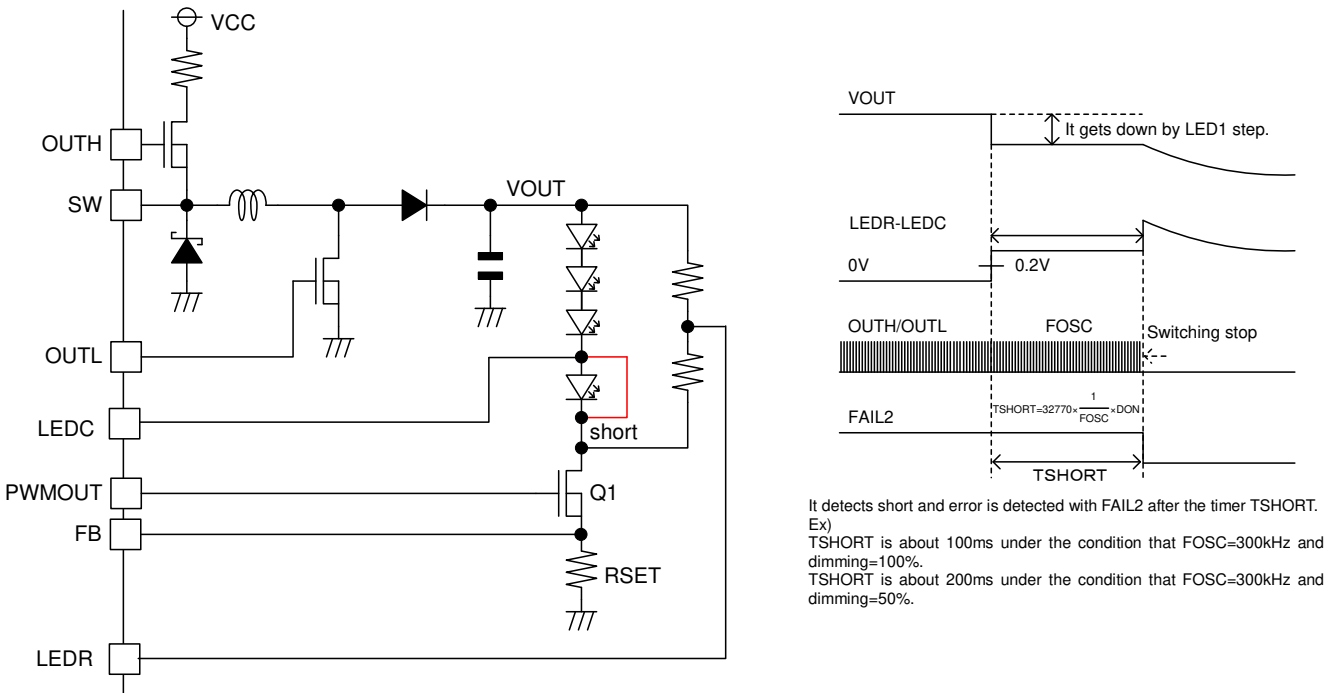 VCC
OUTH
SW
VOUT
OUTL
LEDC
short
PWMOUT
Q1
FB
RSET
LEDR
VOUT
It gets down by LED1 step.
LEDR-LEDC
0V
0.2V
OUTH/OUTL
FOSC
Switching stop
TSHORT=32770×1/FOSC×DON
FAIL2
TSHORT
It detects short and error is detected with FAIL2 after the timer TSHORT.
Ex)
TSHORT is about 100ms under the condition that FOSC=300kHz and
dimming=100%.
TSHORT is about 200ms under the condition that FOSC=300kHz and
dimming=50%.